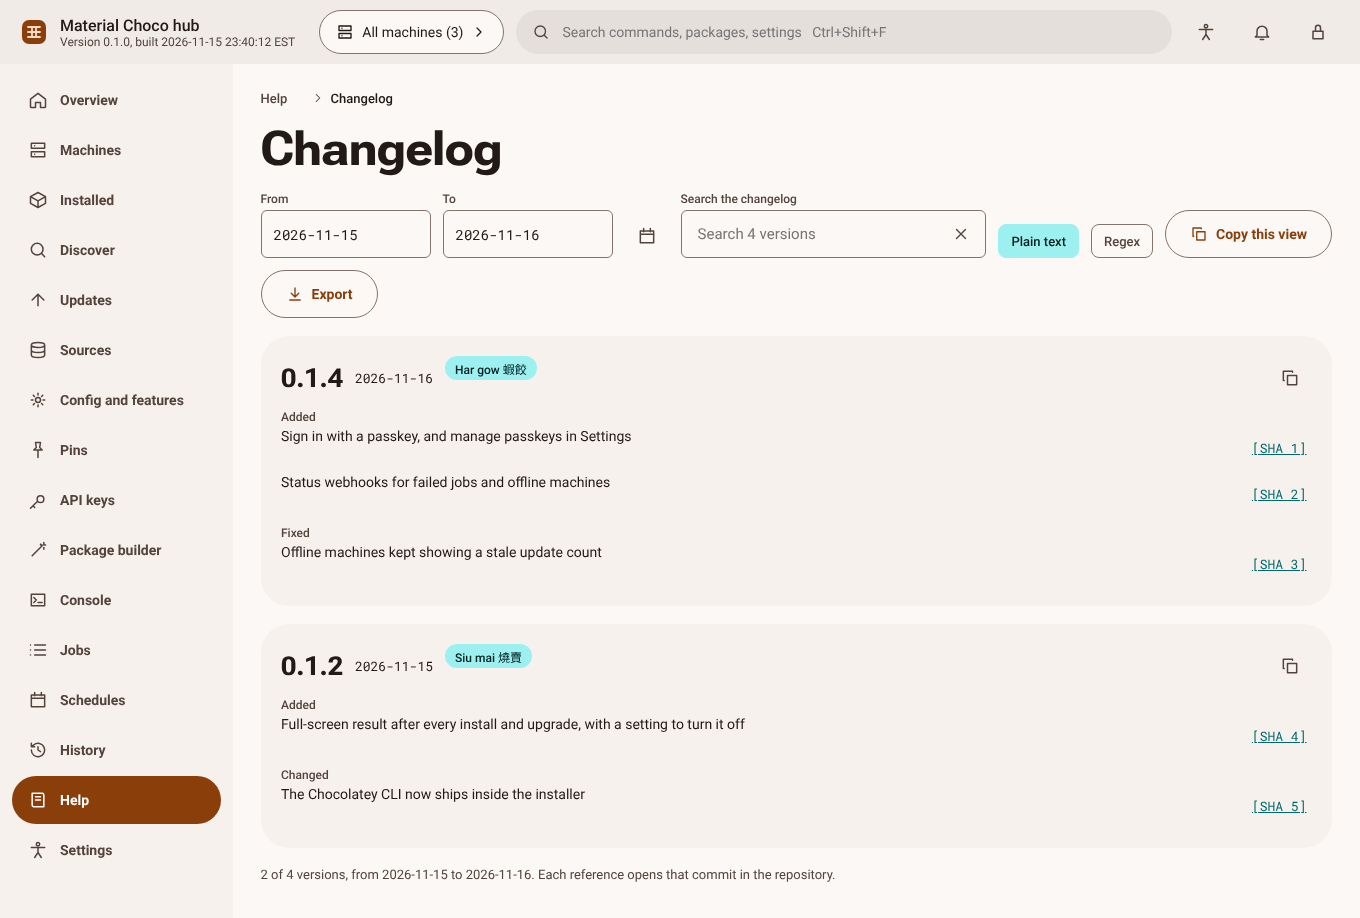 Material Choco hub
Version 0.1.0, built 2026-11-15 23:40:12 EST
All machines (3)
Search commands, packages, settings Ctrl+Shift+F
Overview
Machines
Installed
Discover
Updates
Sources
Config and features
Pins
API keys
Package builder
Console
Jobs
Schedules
History
Help
Settings
Help
Changelog
Changelog
From
To
Search the changelog
2026-11-15
2026-11-16
Search 4 versions
Plain text
Regex
Copy this view
Export
0.1.4 2026-11-16 Har gow 蝦餃
Added
Sign in with a passkey, and manage passkeys in Settings
[SHA 1]
Status webhooks for failed jobs and offline machines
[SHA 2]
Fixed
Offline machines kept showing a stale update count
[SHA 3]
0.1.2 2026-11-15 Siu mai 燒賣
Added
Full-screen result after every install and upgrade, with a setting to turn it off
[SHA 4]
Changed
The Chocolatey CLI now ships inside the installer
[SHA 5]
2 of 4 versions, from 2026-11-15 to 2026-11-16. Each reference opens that commit in the repository.